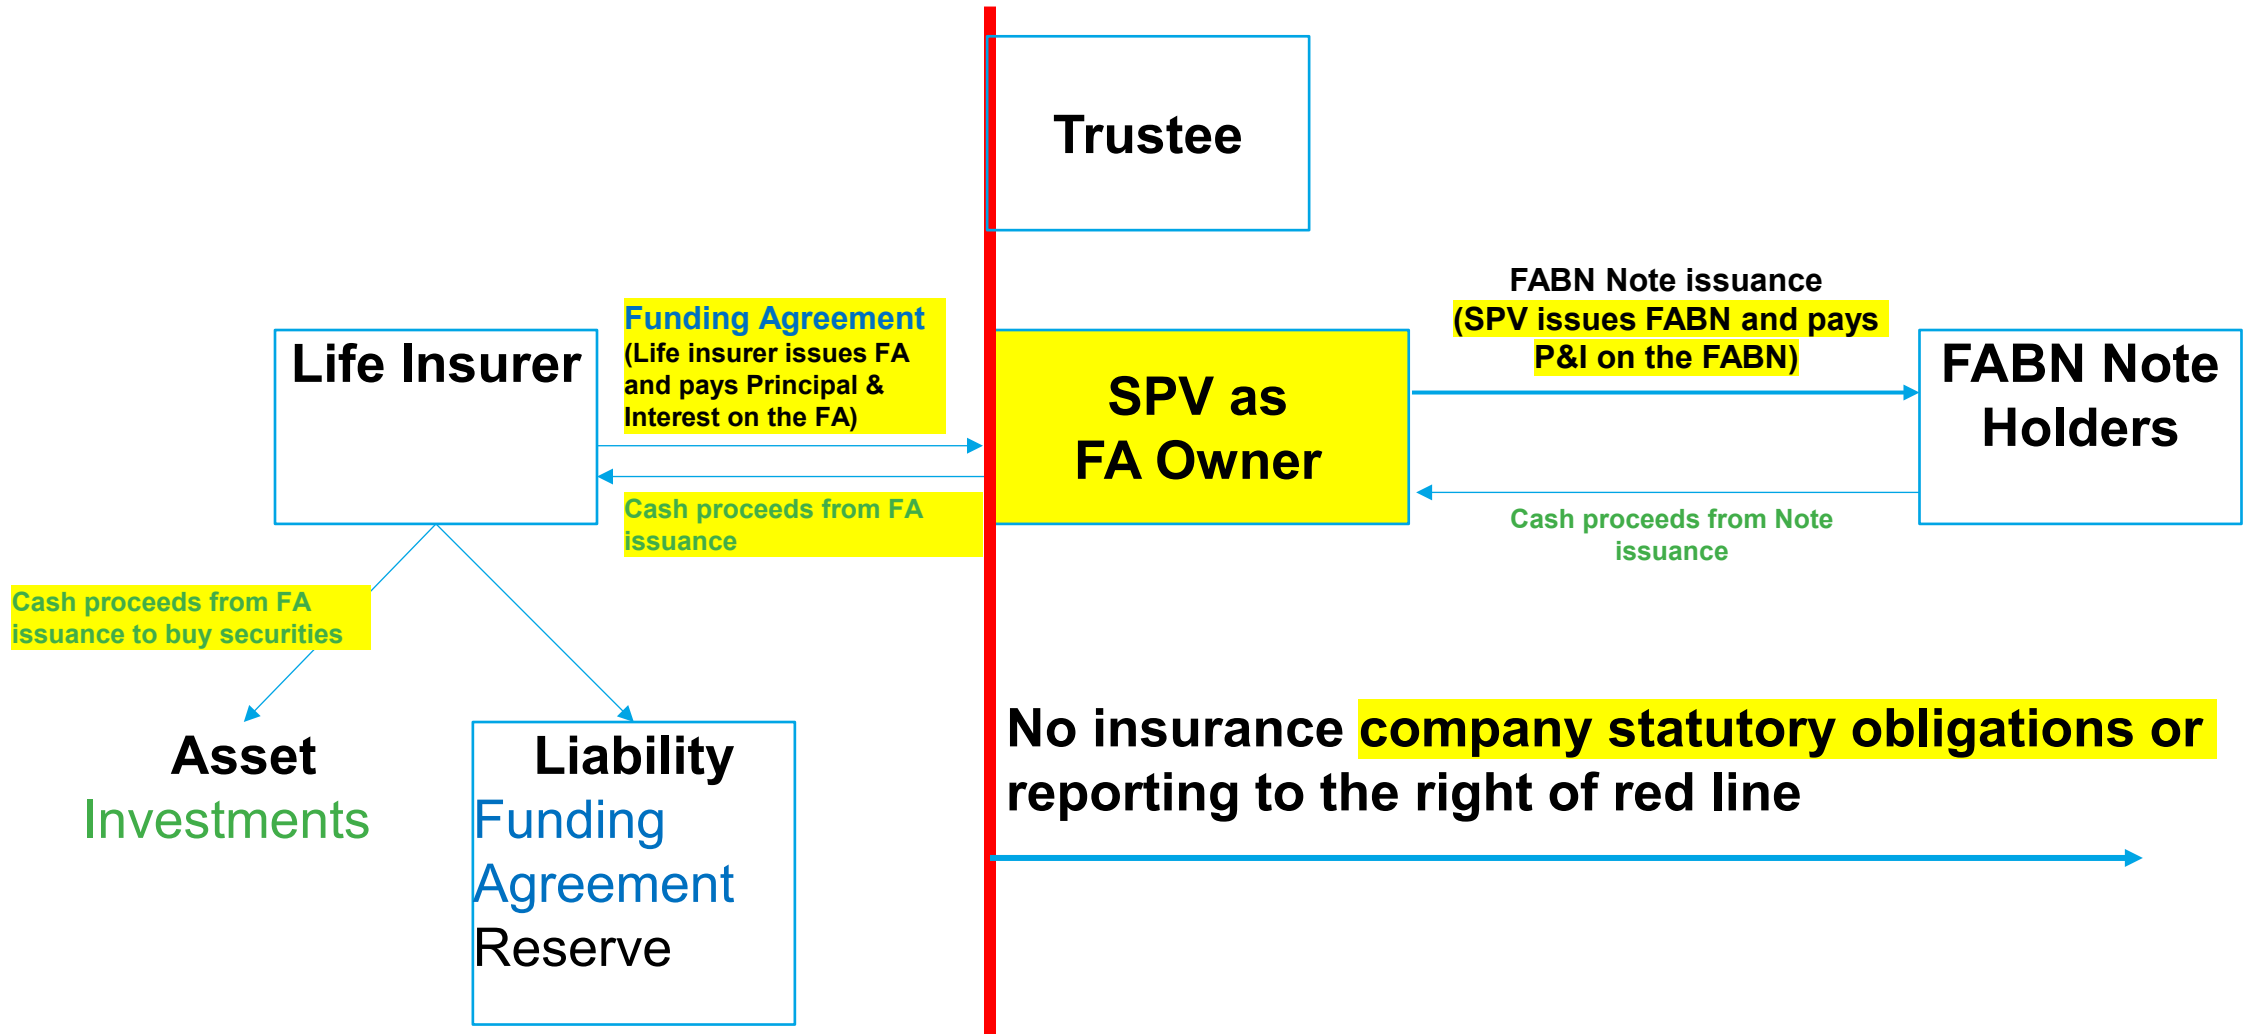 Trustee
FABN Note issuance
(SPV issues FABN and pays
P&I on the FABN)
Funding Agreement
(Life insurer issues FA
and pays Principal &
Interest on the FA)
Life Insurer
SPV as
FA Owner
FABN Note
Holders
Cash proceeds from FA
issuance
Cash proceeds from Note
issuance
Cash proceeds from FA
issuance to buy securities
Asset
Investments
Liability
Funding
Agreement
Reserve
No insurance company statutory obligations or
reporting to the right of red line